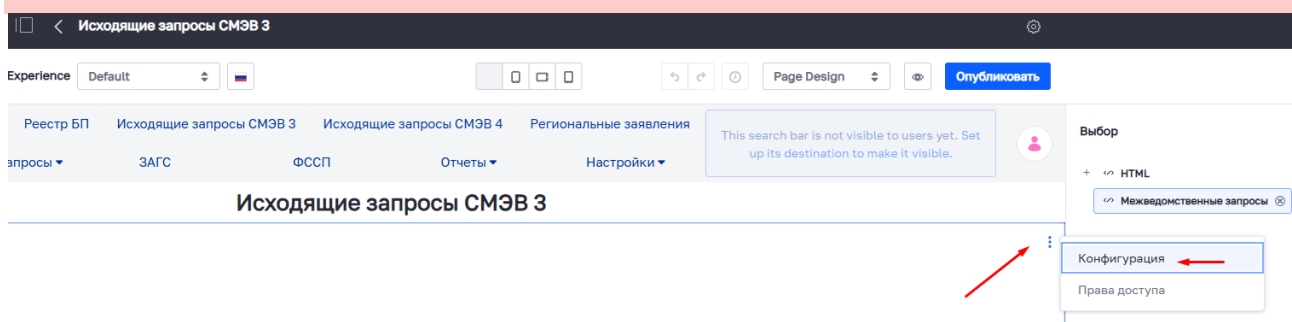 Исходящие запросы СМЭВ 3
Experience Default Page Design Опубликовать
Реестр БП Исходящие запросы СМЭВ 3 Исходящие запросы СМЭВ 4 Региональные заявления
This search bar is not visible to users yet. Set
up its destination to make it visible.
апросы ЗАГС ФССП Отчеты Настройки
Выбор
HTML
Межведомственные запросы
Исходящие запросы СМЭВ 3
Конфигурация
Права доступа